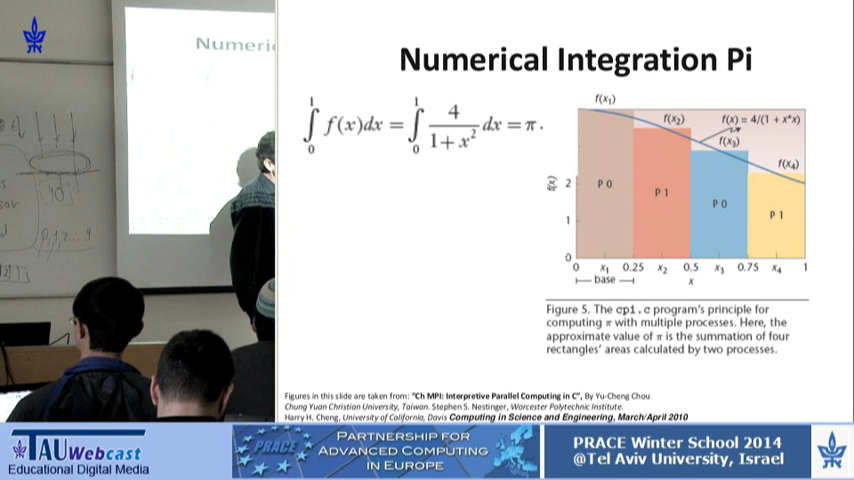 Numeri
Numerical Integration Pi
∫₀¹ f(x)dx = ∫₀¹ 4/(1+x²) dx = π.
f(x₁)
f(x₂)
f(x) = 4/(1 + x*x)
f(x₃)
f(x₄)
f(x)
2
1
0
P 0
P 1
P 0
P 1
0 x₁ 0.25 x₂ 0.5 x₃ 0.75 x₄ 1
base
x
Figure 5. The cpi.c program's principle for
computing π with multiple processes. Here, the
approximate value of π is the summation of four
rectangles' areas calculated by two processes.
Figures in this slide are taken from: "Ch MPI: Interpretive Parallel Computing in C", By Yu-Cheng Chou
Chung Yuan Christian University, Taiwan. Stephen S. Nestinger, Worcester Polytechnic Institute.
Harry H. Cheng, University of California, Davis Computing in Science and Engineering, March/April 2010
TAU Webcast
Educational Digital Media
PRACE
PARTNERSHIP FOR
ADVANCED COMPUTING
IN EUROPE
PRACE Winter School 2014
@Tel Aviv University, Israel